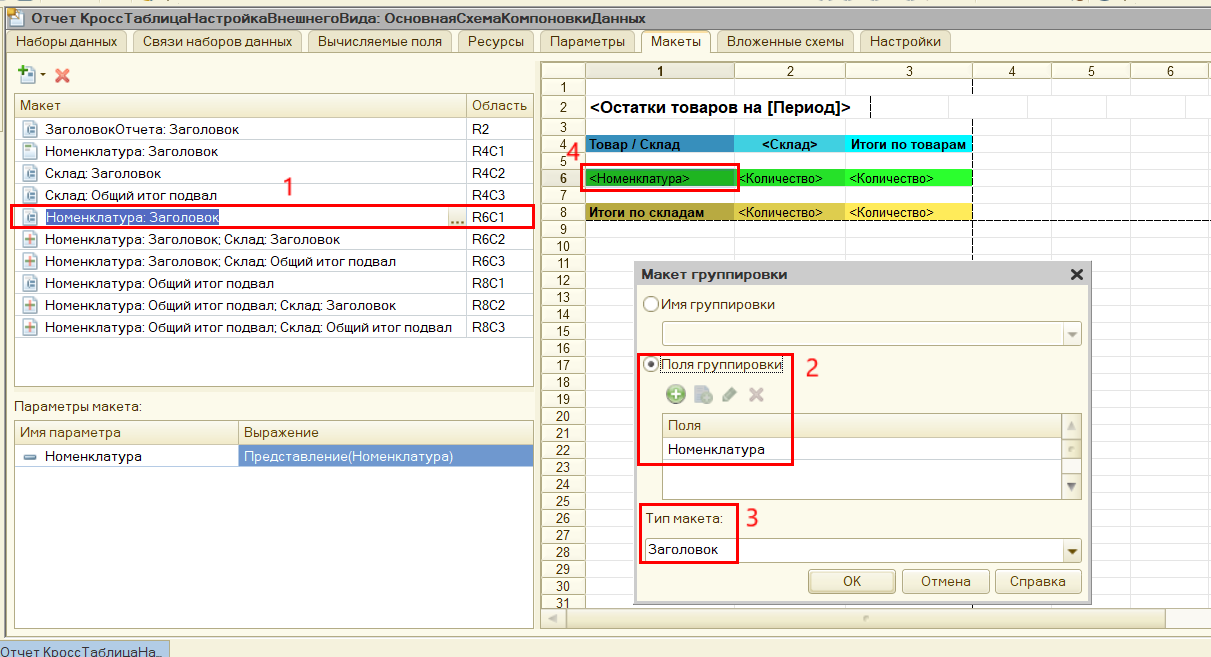 Отчет КроссТаблицаНастройкаВнешнегоВида: ОсновнаяСхемаКомпоновкиДанных
Наборы данных Связи наборов данных Вычисляемые поля Ресурсы Параметры Макеты Вложенные схемы Настройки
Макет Область
ЗаголовокОтчета: Заголовок R2
Номенклатура: Заголовок R4C1
Склад: Заголовок R4C2
Склад: Общий итог подвал R4C3
1
Номенклатура: Заголовок ... R6C1
Номенклатура: Заголовок; Склад: Заголовок R6C2
Номенклатура: Заголовок; Склад: Общий итог подвал R6C3
Номенклатура: Общий итог подвал R8C1
Номенклатура: Общий итог подвал; Склад: Заголовок R8C2
Номенклатура: Общий итог подвал; Склад: Общий итог подвал R8C3
Параметры макета:
Имя параметра Выражение
Номенклатура Представление(Номенклатура)
1 2 3 4 5 6
1
2 <Остатки товаров на [Период]>
3
4 Товар / Склад <Склад> Итоги по товарам
4
5
6 <Номенклатура> <Количество> <Количество>
7
8 Итоги по складам <Количество> <Количество>
9
10
11
12
13
14
15
16
17
18
19
20
21
22
23
24
25
26
27
28
29
30
31
Макет группировки
Имя группировки
Поля группировки
2
Поля
Номенклатура
Тип макета:
3
Заголовок
ОК Отмена Справка
Отчет КроссТаблицаНа...